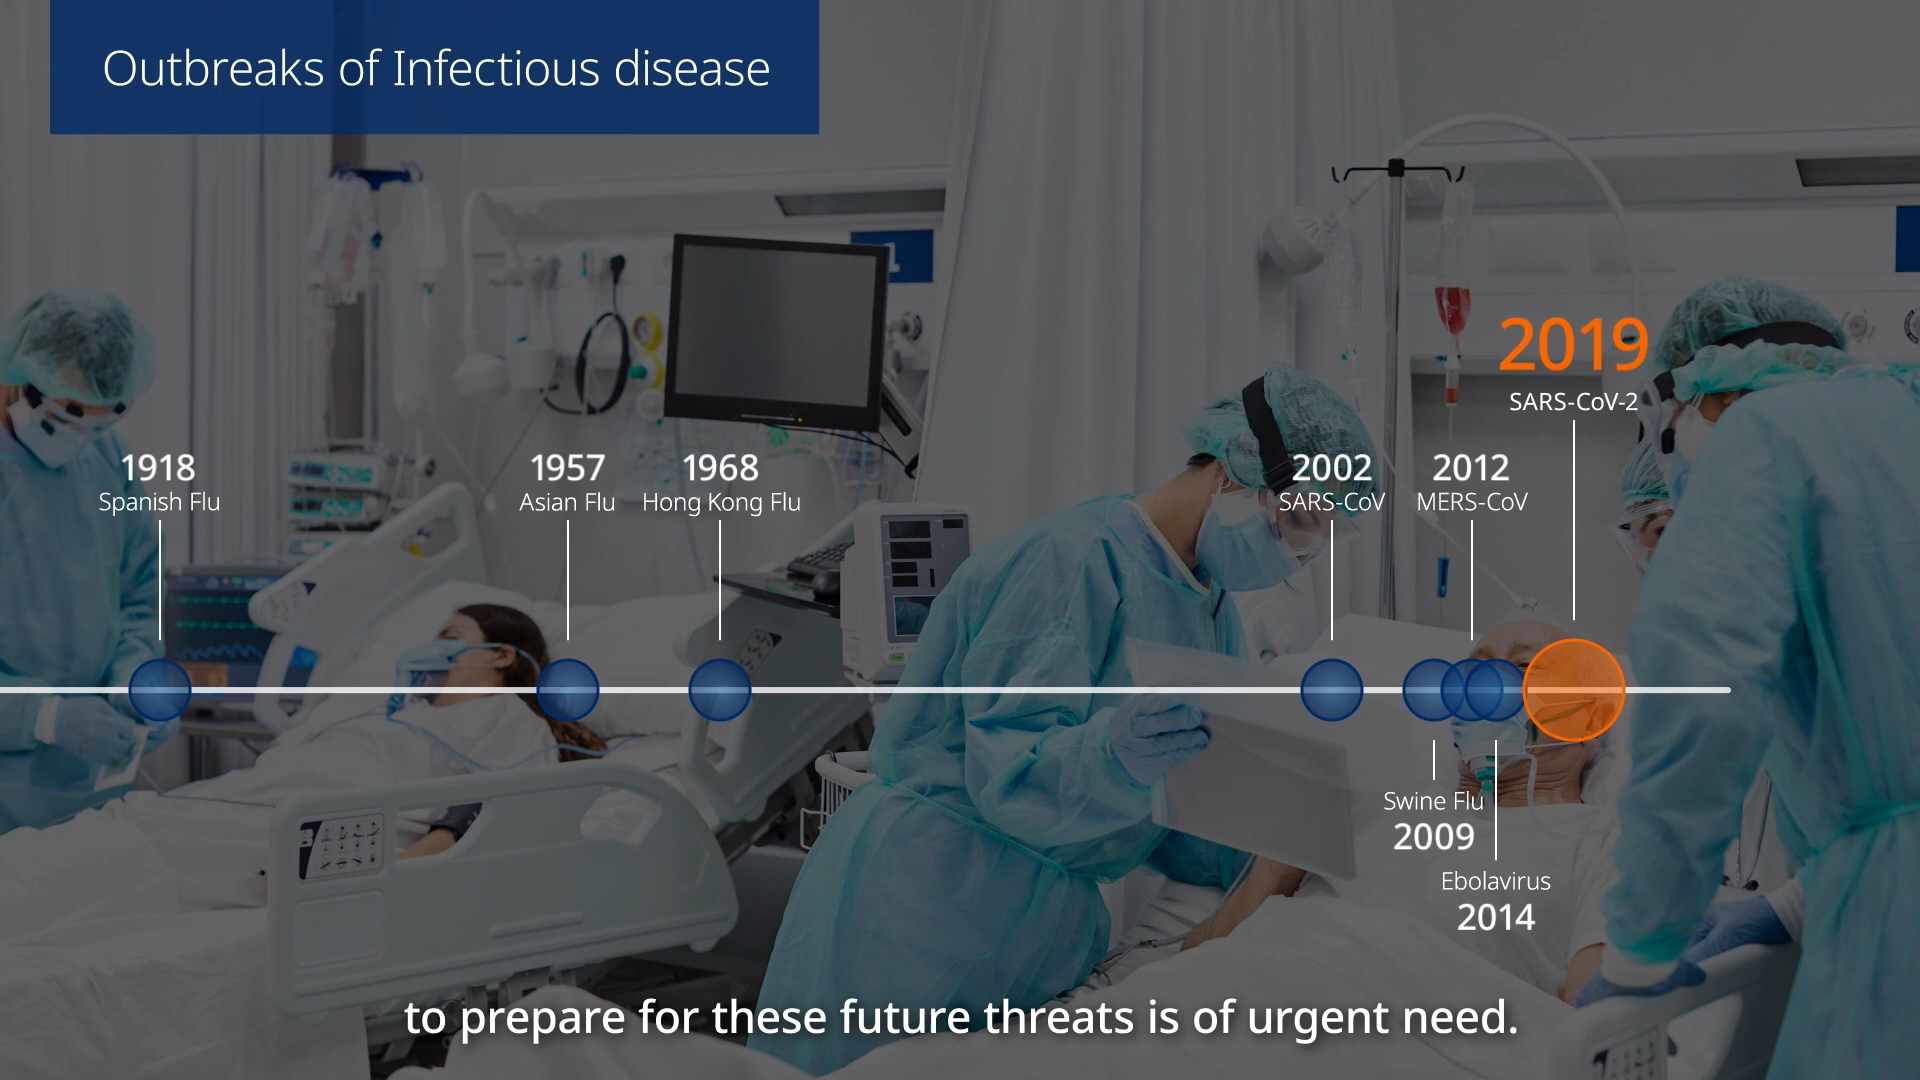 Outbreaks of Infectious disease
2019
SARS-CoV-2
1918
Spanish Flu
1957
Asian Flu
1968
Hong Kong Flu
2002
SARS-CoV
2012
MERS-CoV
Swine Flu
2009
Ebolavirus
2014
to prepare for these future threats is of urgent need.